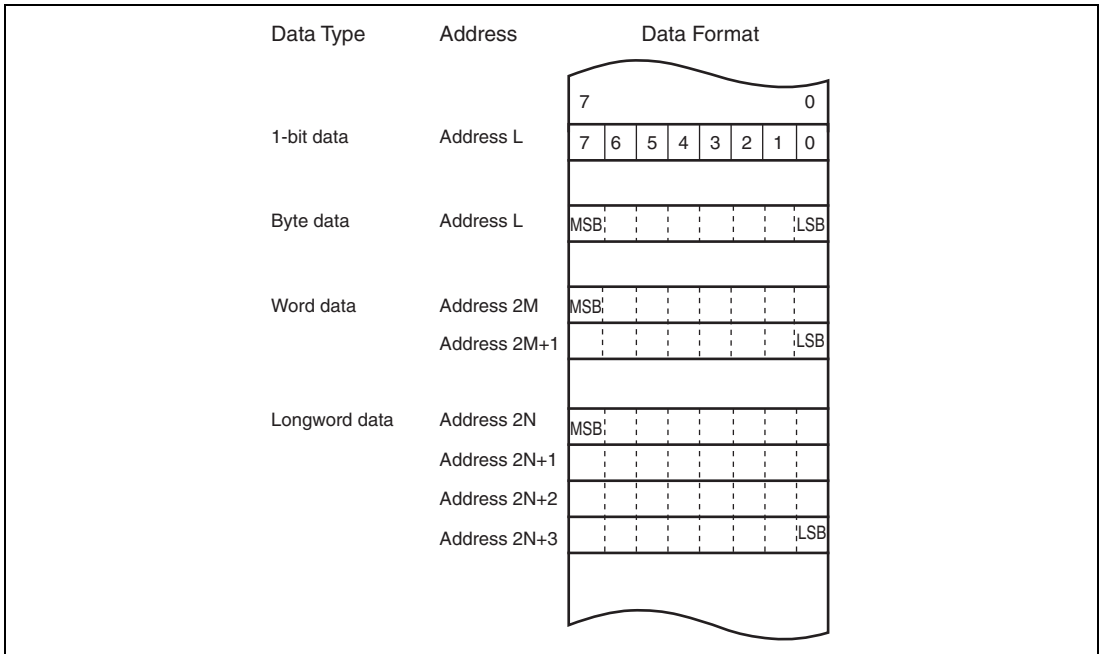 Data Type Address Data Format
7 0
1-bit data Address L 7 6 5 4 3 2 1 0
Byte data Address L MSB LSB
Word data Address 2M MSB
Address 2M+1 LSB
Longword data Address 2N MSB
Address 2N+1
Address 2N+2
Address 2N+3 LSB